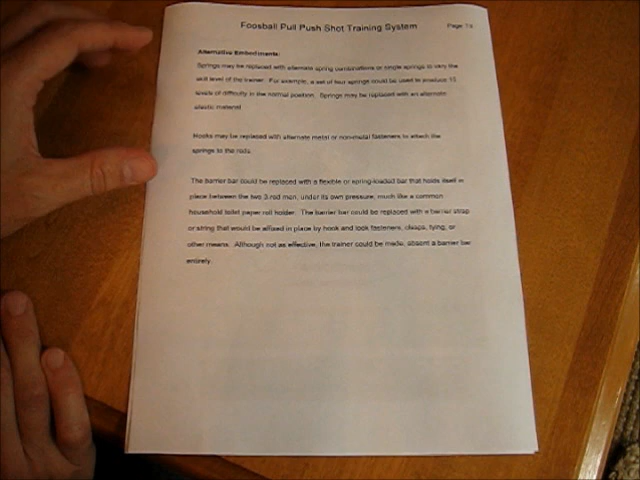 Foosball Pull Push Shot Training System
Page
Alternative Embodiments:
Springs may be replaced with alternate spring combinations or single springs to vary the
skill level of the trainer. For example, a set of four springs could be used to produce 15
levels of difficulty in the normal position. Springs may be replaced with an alternate
elastic material.
Hooks may be replaced with alternate metal or non-metal fasteners to attach the
springs to the rods.
The barrier bar could be replaced with a flexible or spring-loaded bar that holds itself in
place between the two 3 rod men, under its own pressure, much like a common
household toilet paper roll holder. The barrier bar could be replaced with a barrier strap
or string that would be affixed in place by hook and look fasteners, clasps, tying, or
other means. Although not as effective, the trainer could be made, absent a barrier bar
entirely.